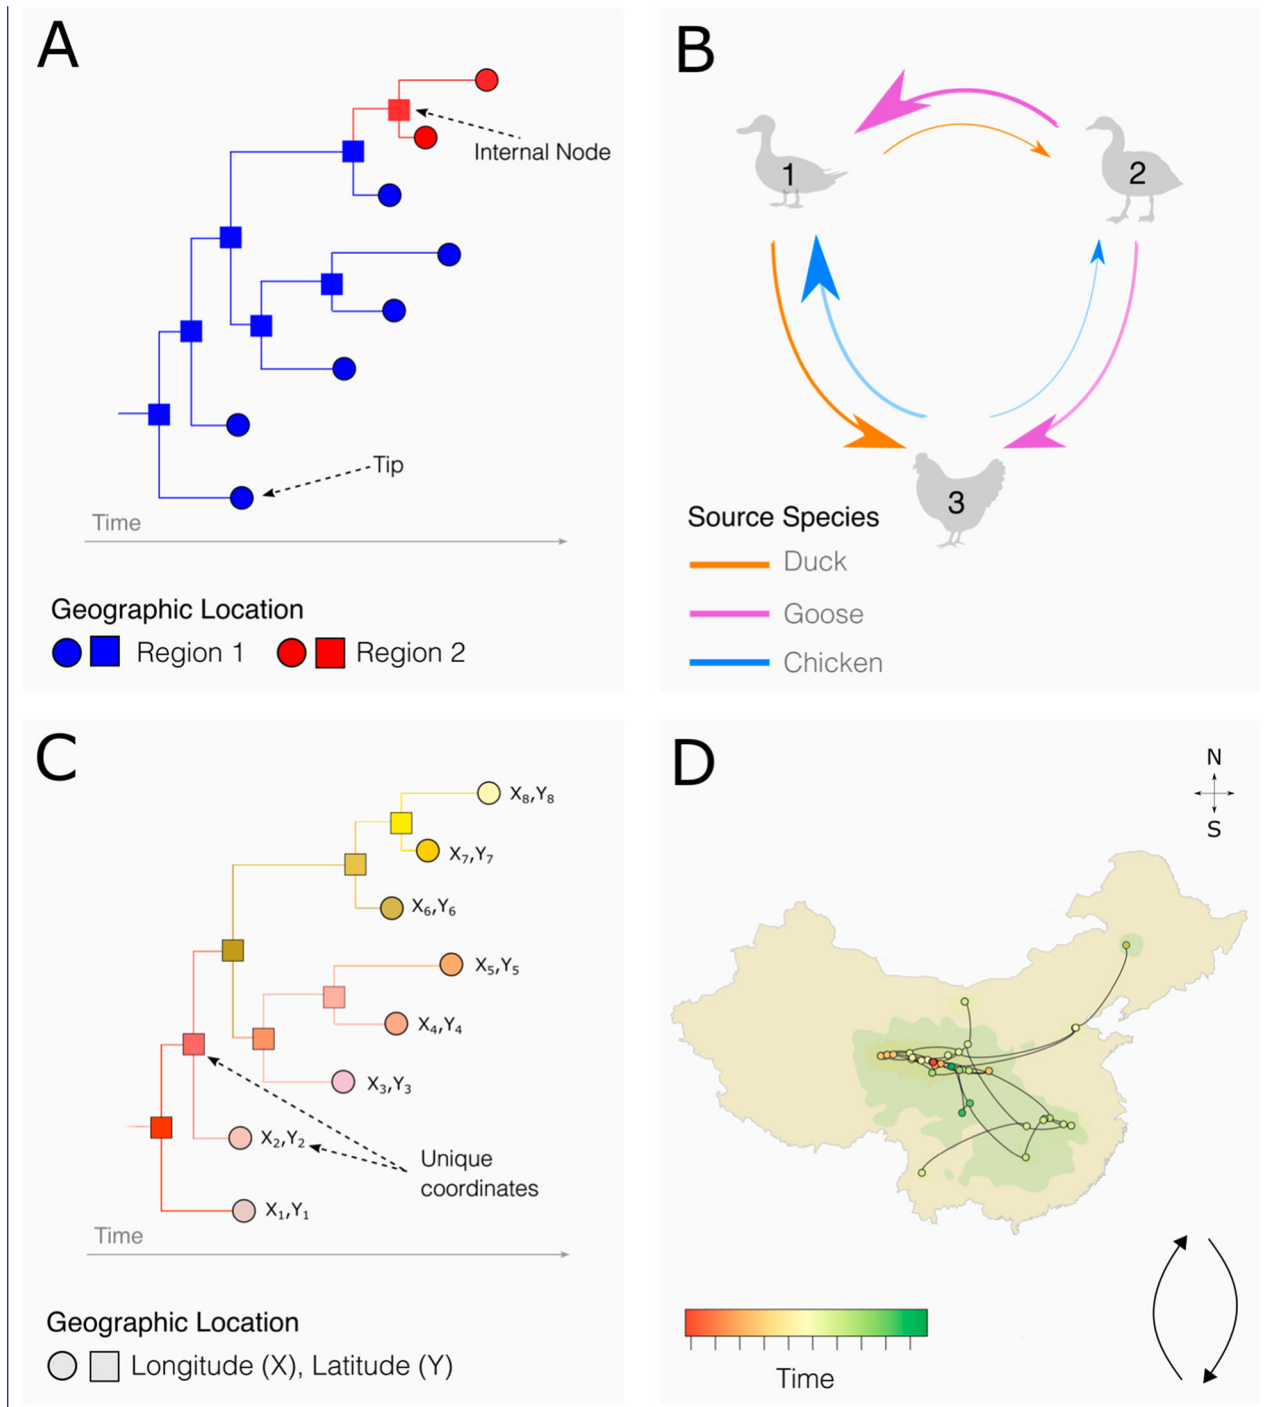 A
Internal Node
Tip
Time
Geographic Location
Region 1
Region 2
B
1
2
3
Source Species
Duck
Goose
Chicken
C
X8,Y8
X7,Y7
X6,Y6
X5,Y5
X4,Y4
X3,Y3
X2,Y2
X1,Y1
Unique
coordinates
Time
Geographic Location
Longitude (X), Latitude (Y)
D
N
S
Time